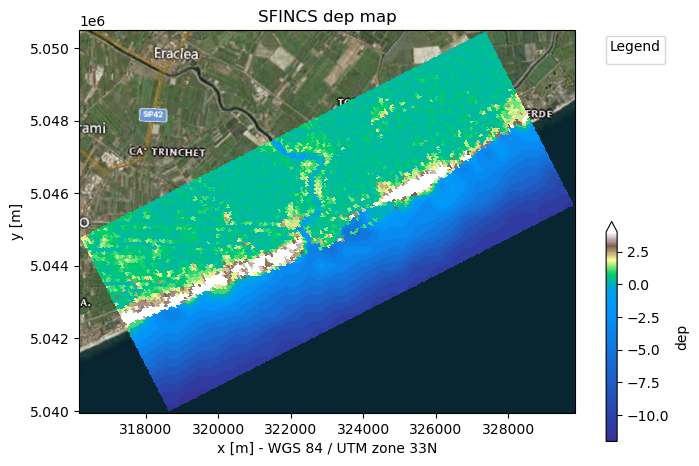 SFINCS dep map
1e6
Legend
5.050
5.048
5.046
5.044
5.042
5.040
y [m]
Eraclea
SP42
rami
CA' TRINCHET
TO
ERDE
O
A.
2.5
0.0
−2.5
−5.0
−7.5
−10.0
dep
318000
320000
322000
324000
326000
328000
x [m] - WGS 84 / UTM zone 33N